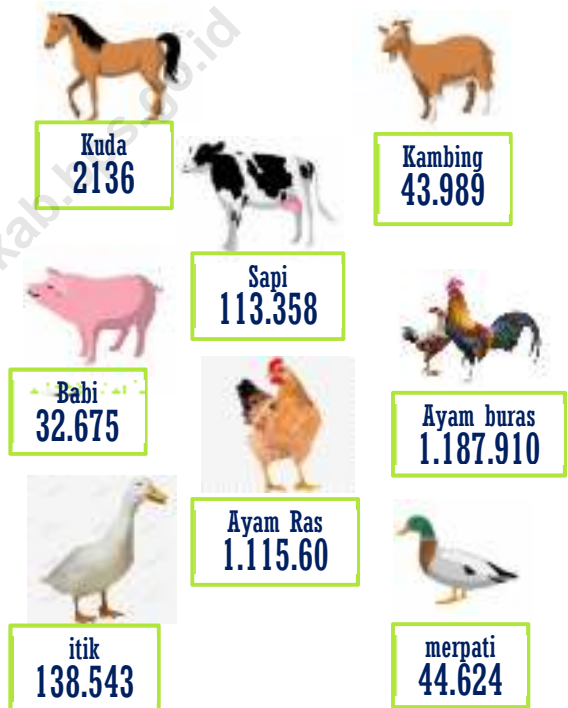 Kuda
2136
Kambing
43.989
Sapi
113.358
Babi
32.675
Ayam buras
1.187.910
Ayam Ras
1.115.60
itik
138.543
merpati
44.624